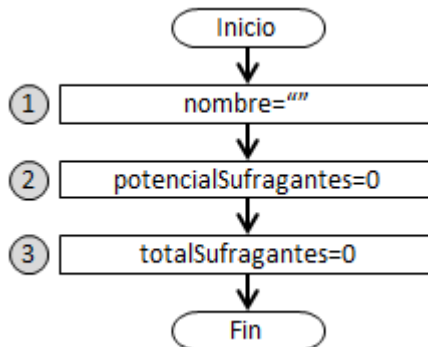 Inicio
1 nombre=“”
2 potencialSufragantes=0
3 totalSufragantes=0
Fin